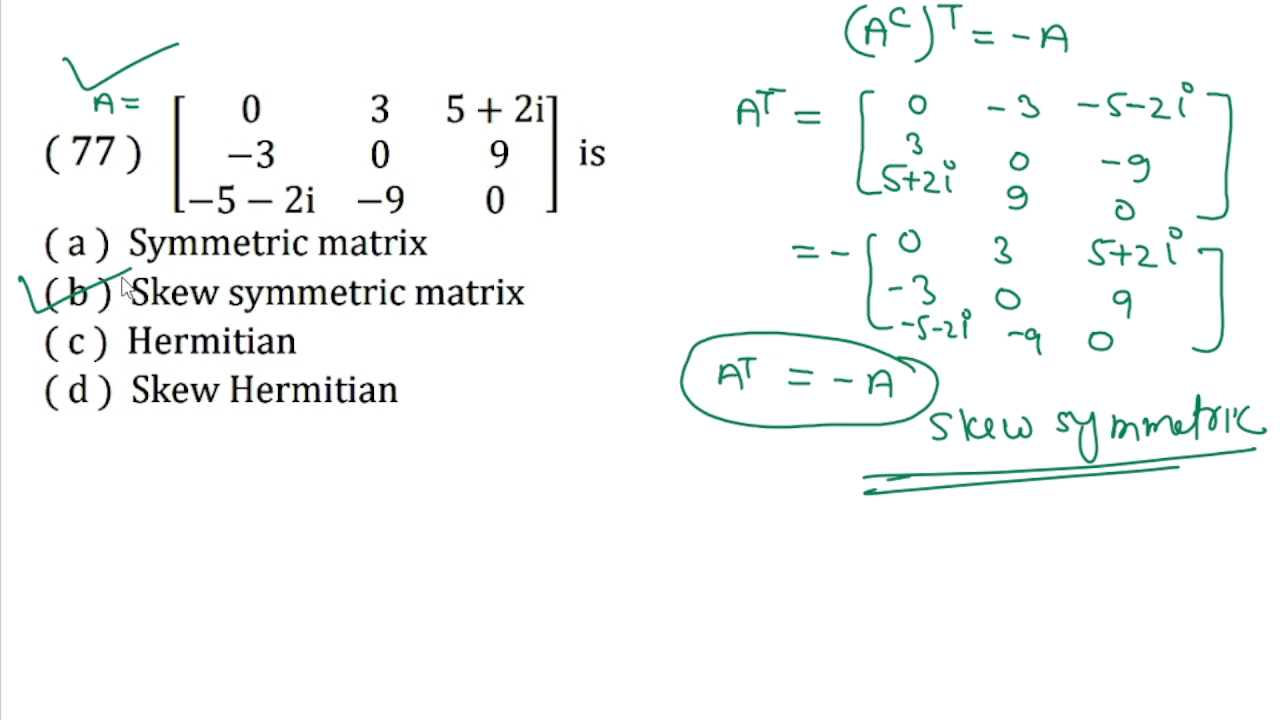 A =
( 77 ) [ 0 3 5 + 2i
−3 0 9
−5 − 2i −9 0 ] is
( a ) Symmetric matrix
( b ) Skew symmetric matrix
( c ) Hermitian
( d ) Skew Hermitian
(A^C)^T = -A
A^T = [ 0 -3 -5-2i
3 0 -9
5+2i 9 0 ]
= - [ 0 3 5+2i
-3 0 9
-5-2i -9 0 ]
A^T = -A
Skew symmetric